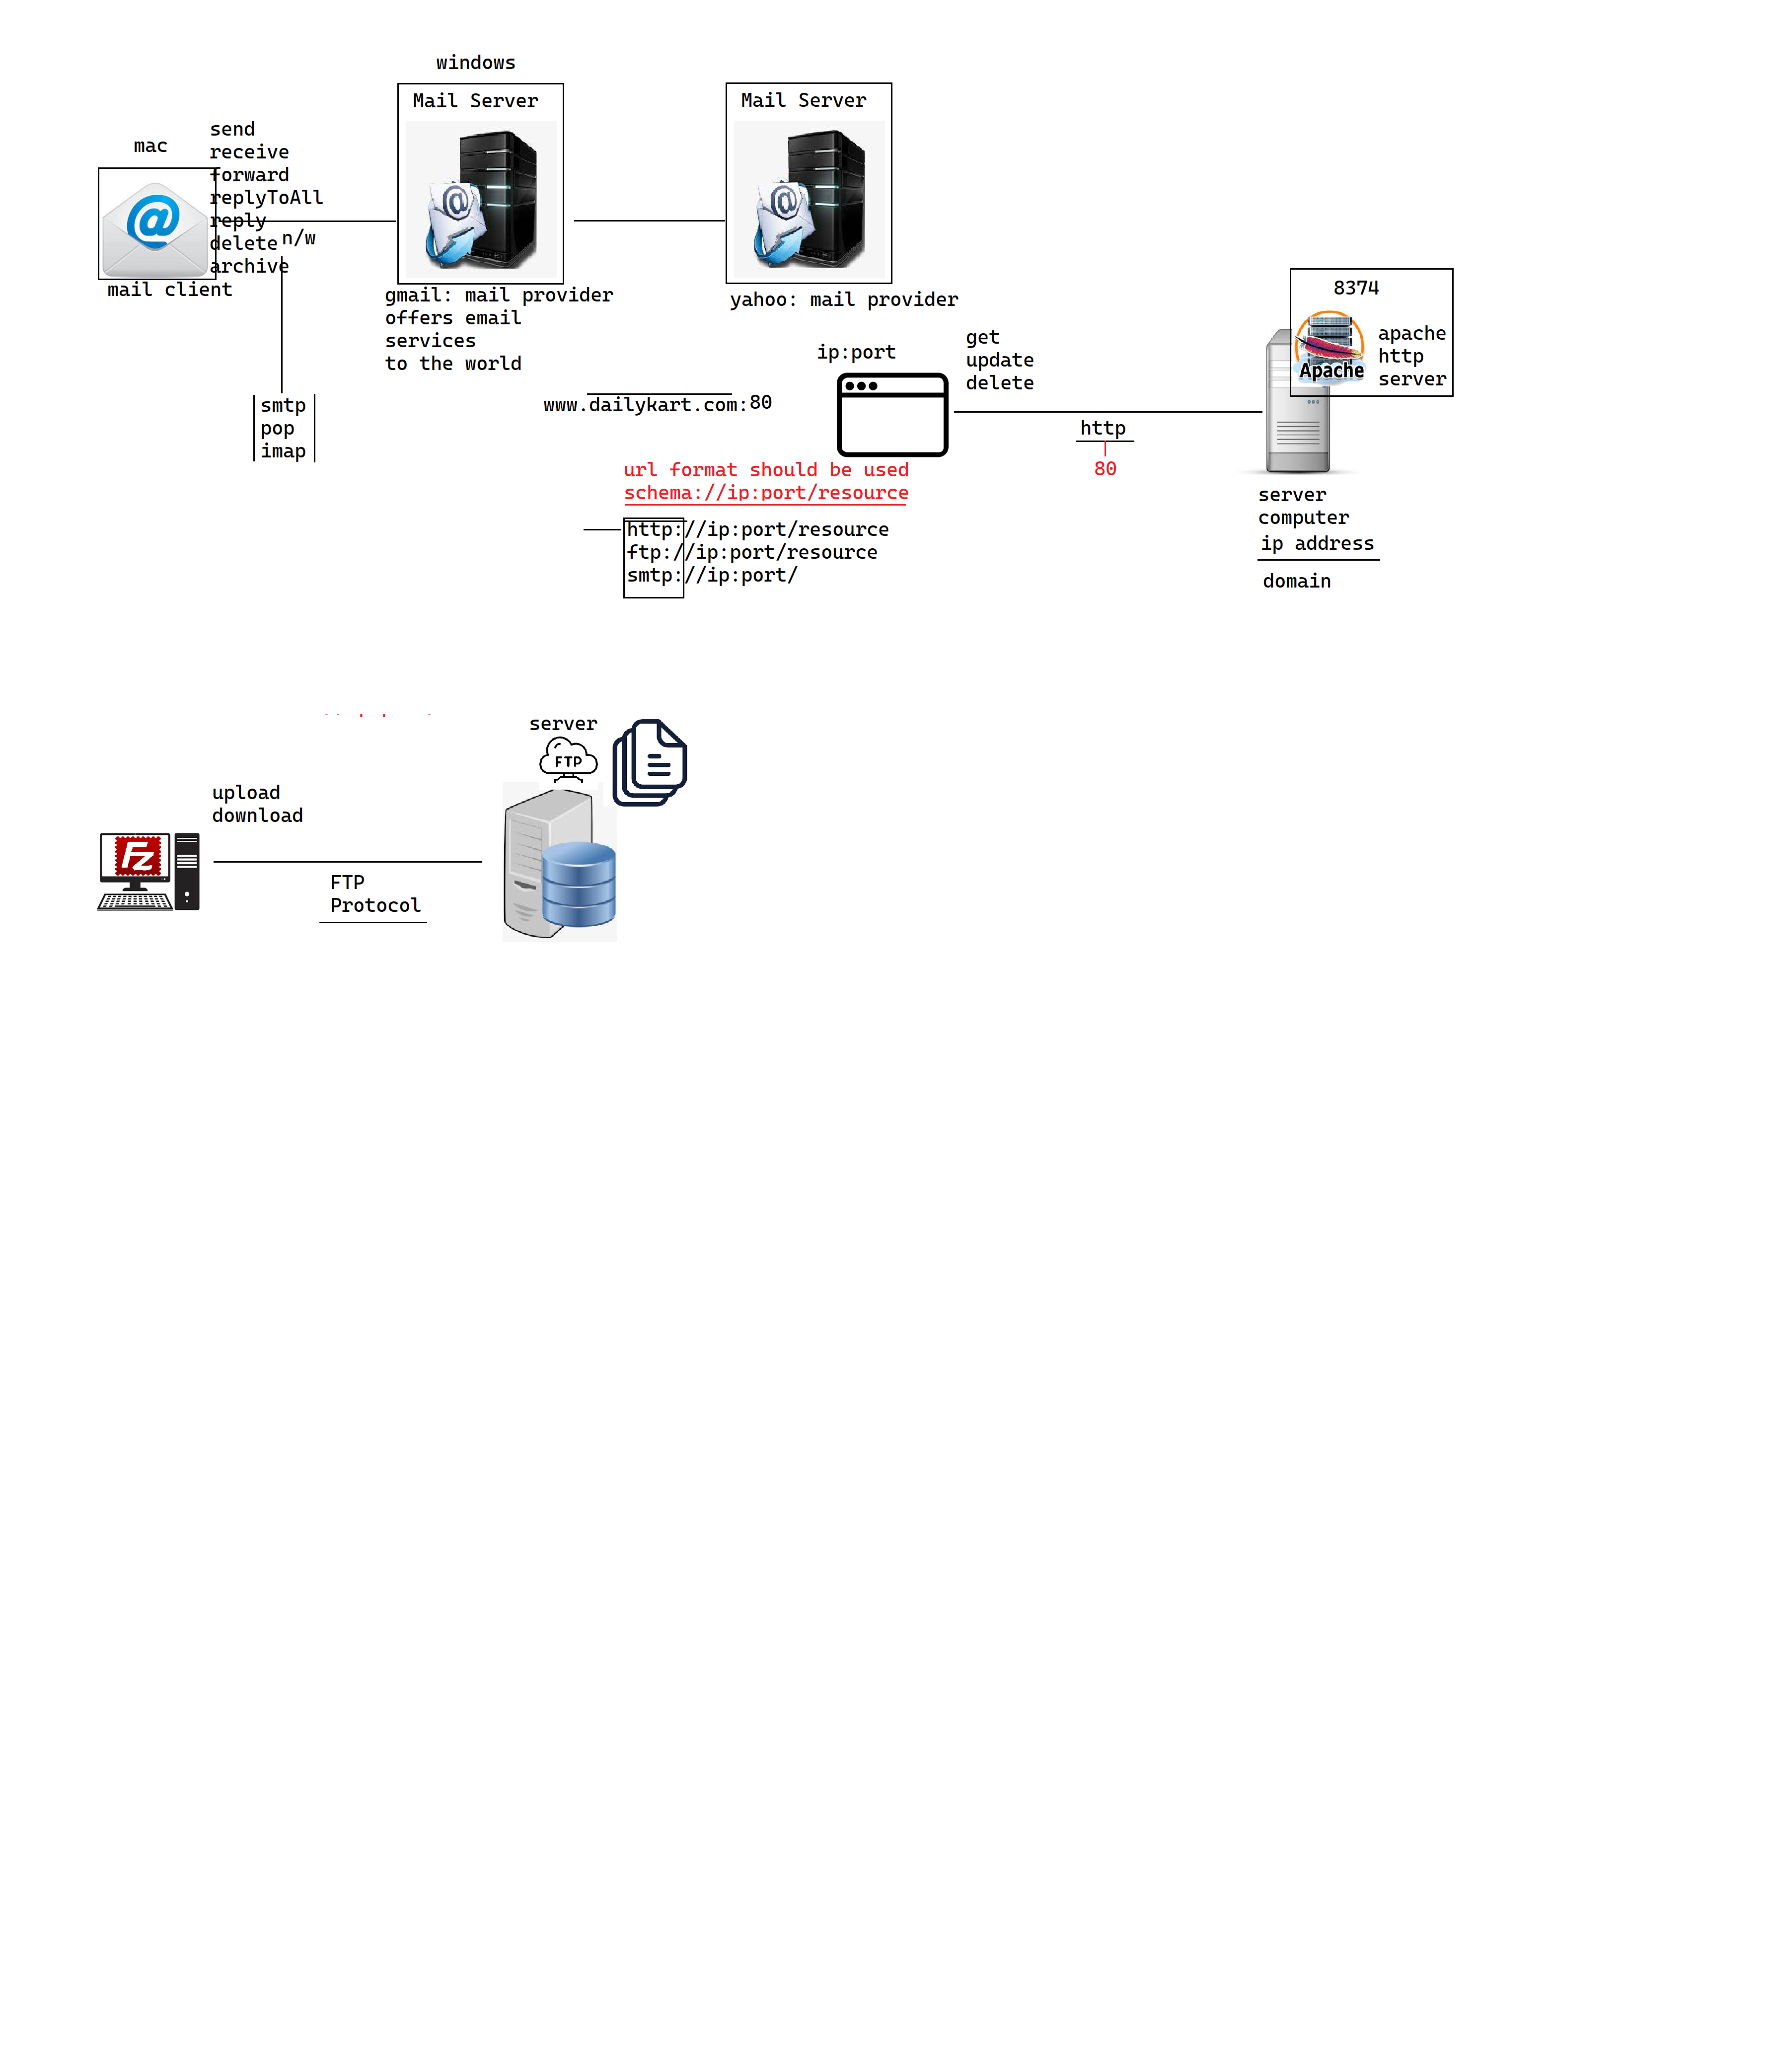 windows
Mail Server
Mail Server
mac
send
receive
forward
replyToAll
reply
delete
archive
n/w
mail client
gmail: mail provider
offers email
services
to the world
yahoo: mail provider
smtp
pop
imap
ip:port
get
update
delete
www.dailykart.com:80
http
80
8374
Apache
apache
http
server
url format should be used
schema://ip:port/resource
http://ip:port/resource
ftp://ip:port/resource
smtp://ip:port/
server
computer
ip address
domain
server
FTP
upload
download
Fz
FTP
Protocol